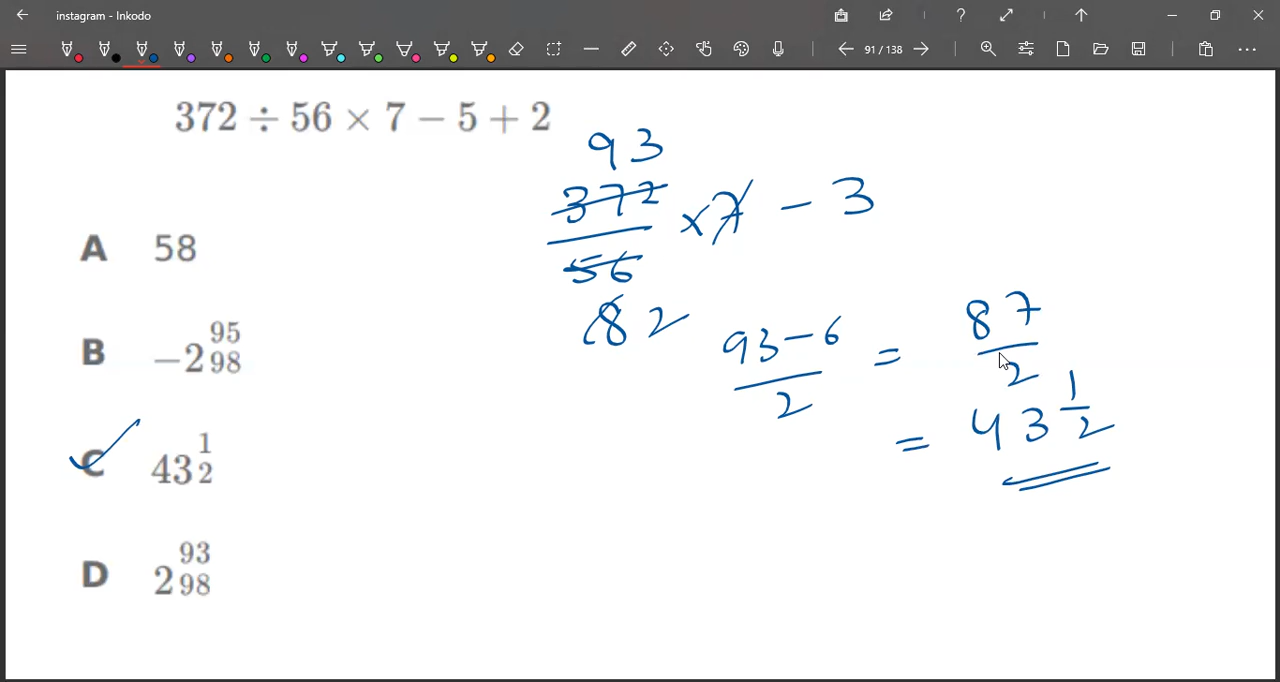 instagram - Inkodo
91 / 138
372 ÷ 56 × 7 − 5 + 2
93
372
× 7 − 3
56
8 2
A 58
B −2 95/98
C 43 1/2
D 2 93/98
93 − 6 / 2 = 87 / 2
= 43 1/2